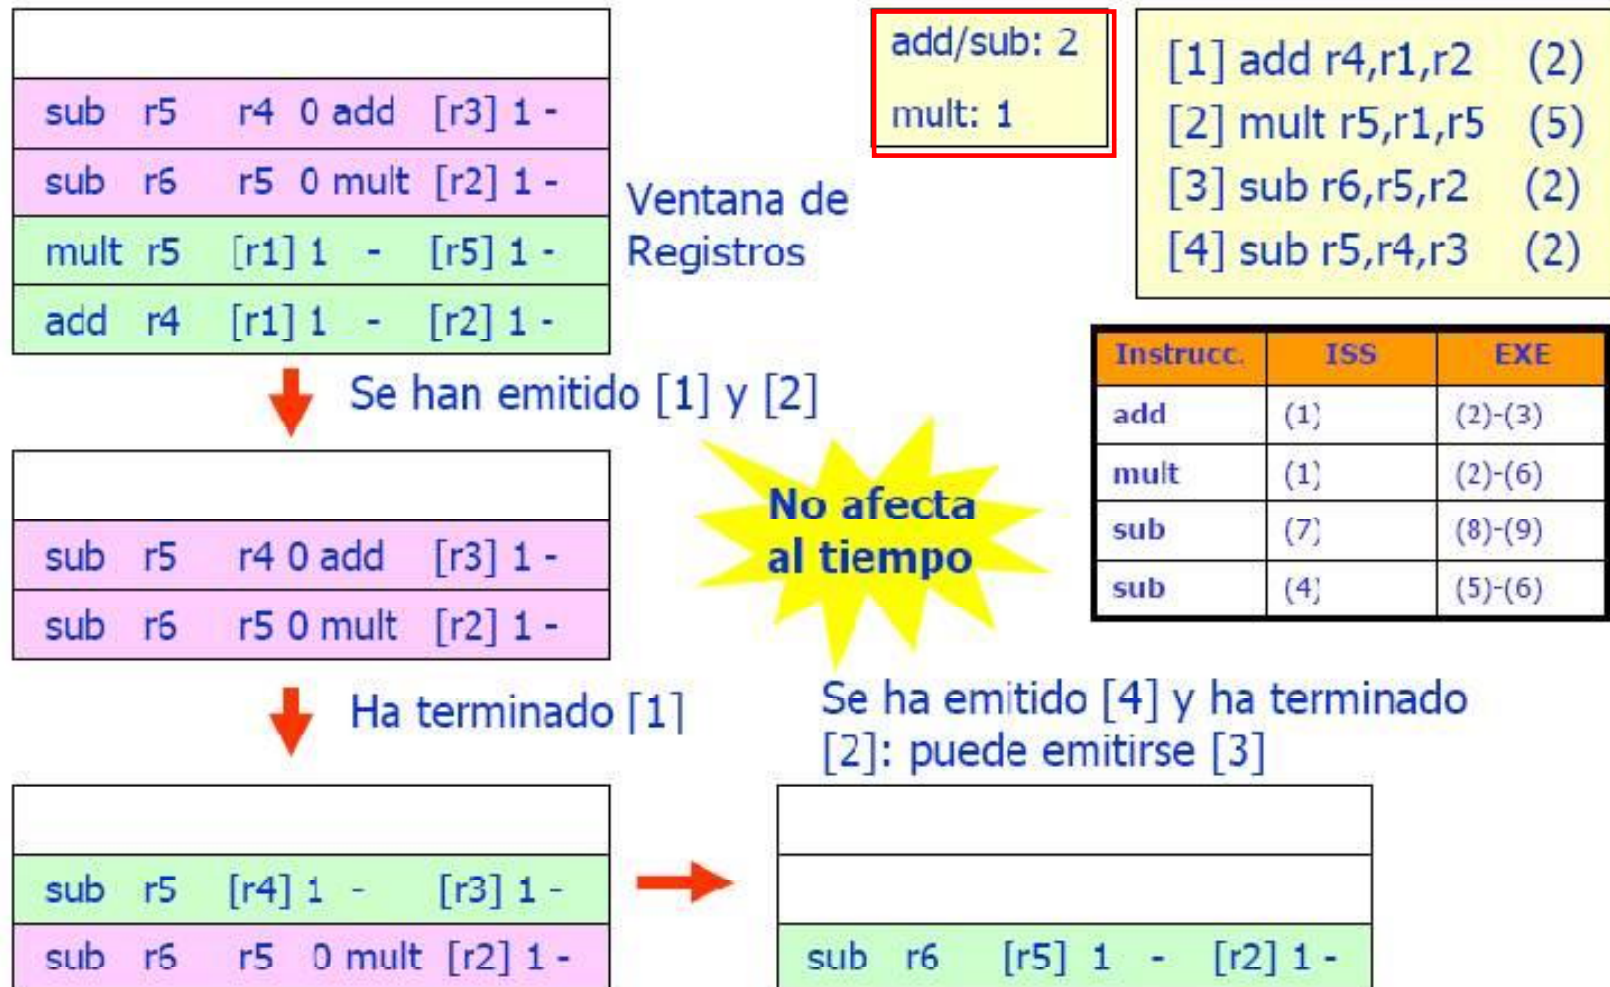 sub r5 r4 0 add [r3] 1 -
sub r6 r5 0 mult [r2] 1 -
mult r5 [r1] 1 - [r5] 1 -
add r4 [r1] 1 - [r2] 1 -
Ventana de
Registros
add/sub: 2
mult: 1
[1] add r4,r1,r2 (2)
[2] mult r5,r1,r5 (5)
[3] sub r6,r5,r2 (2)
[4] sub r5,r4,r3 (2)
Se han emitido [1] y [2]
Instrucc. ISS EXE
add (1) (2)-(3)
mult (1) (2)-(6)
sub (7) (8)-(9)
sub (4) (5)-(6)
No afecta
al tiempo
sub r5 r4 0 add [r3] 1 -
sub r6 r5 0 mult [r2] 1 -
Ha terminado [1]
Se ha emitido [4] y ha terminado
[2]: puede emitirse [3]
sub r5 [r4] 1 - [r3] 1 -
sub r6 r5 0 mult [r2] 1 -
sub r6 [r5] 1 - [r2] 1 -